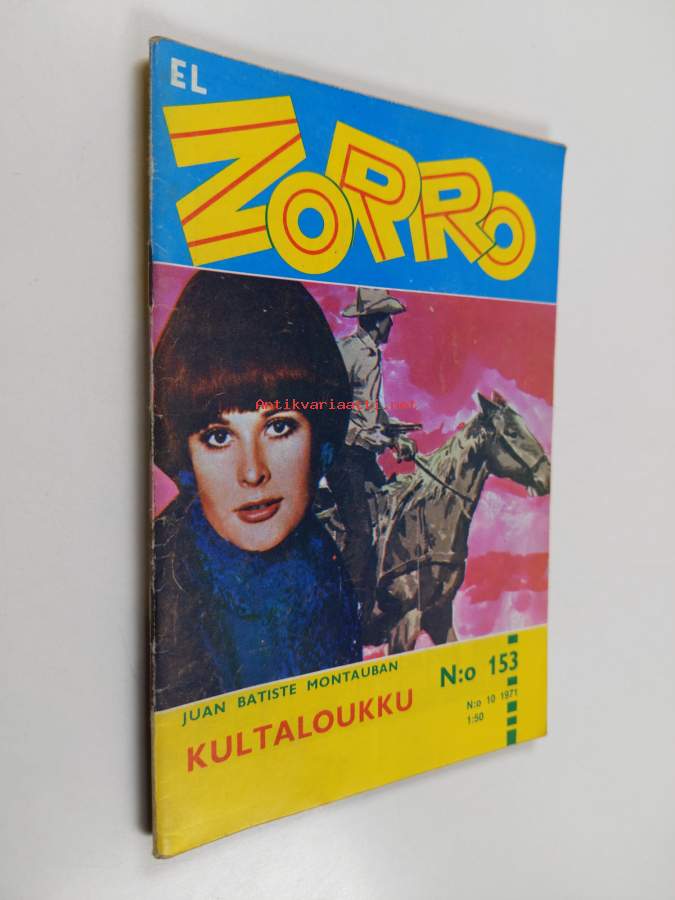 EL
ZORRO
Antikvariaatti.net
JUAN BATISTE MONTAUBAN
KULTALOUKKU
N:o 153
N:o 10 1971
1:50